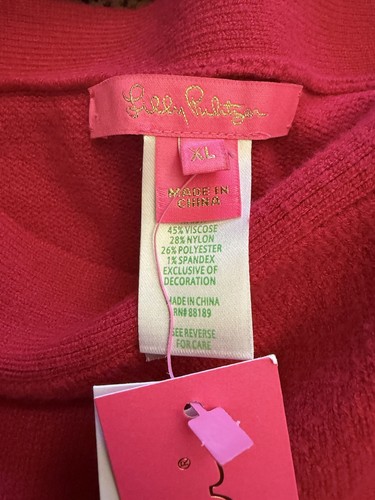 Lilly Pulitzer
XL
MADE IN
CHINA
45% VISCOSE
28% NYLON
26% POLYESTER
1% SPANDEX
EXCLUSIVE OF
DECORATION
MADE IN CHINA
RN# 88189
SEE REVERSE
FOR CARE
®